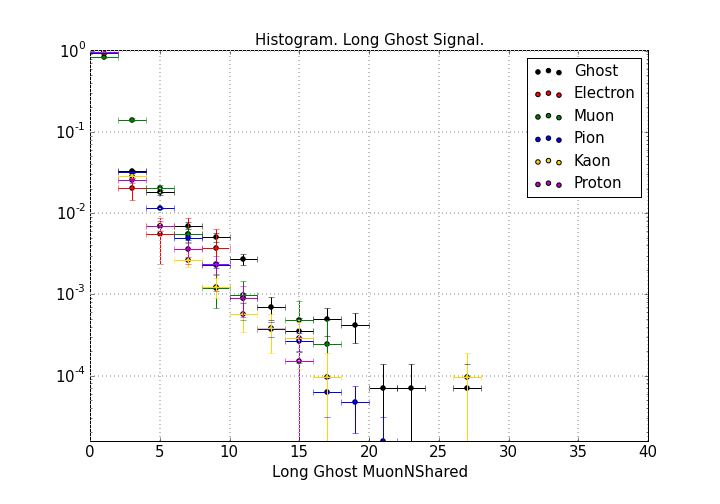 Histogram. Long Ghost Signal.
10^0
10^-1
10^-2
10^-3
10^-4
Ghost
Electron
Muon
Pion
Kaon
Proton
0 5 10 15 20 25 30 35 40
Long Ghost MuonNShared